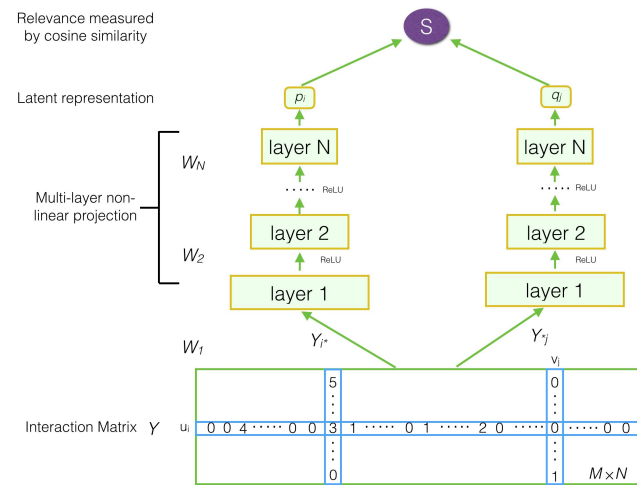 Relevance measured
by cosine similarity
S
Latent representation
pi
qj
layer N
layer N
WN
······ ReLU
······ ReLU
Multi-layer non-
linear projection
layer 2
layer 2
W2
ReLU
ReLU
layer 1
layer 1
Yi*
Y*j
W1
vj
5
0
Interaction Matrix Y
ui 0 0 4 ······ 0 0 3 1 ······ 0 1 ······ 2 0 ······ 0 ······ 0 0
0
1
M×N